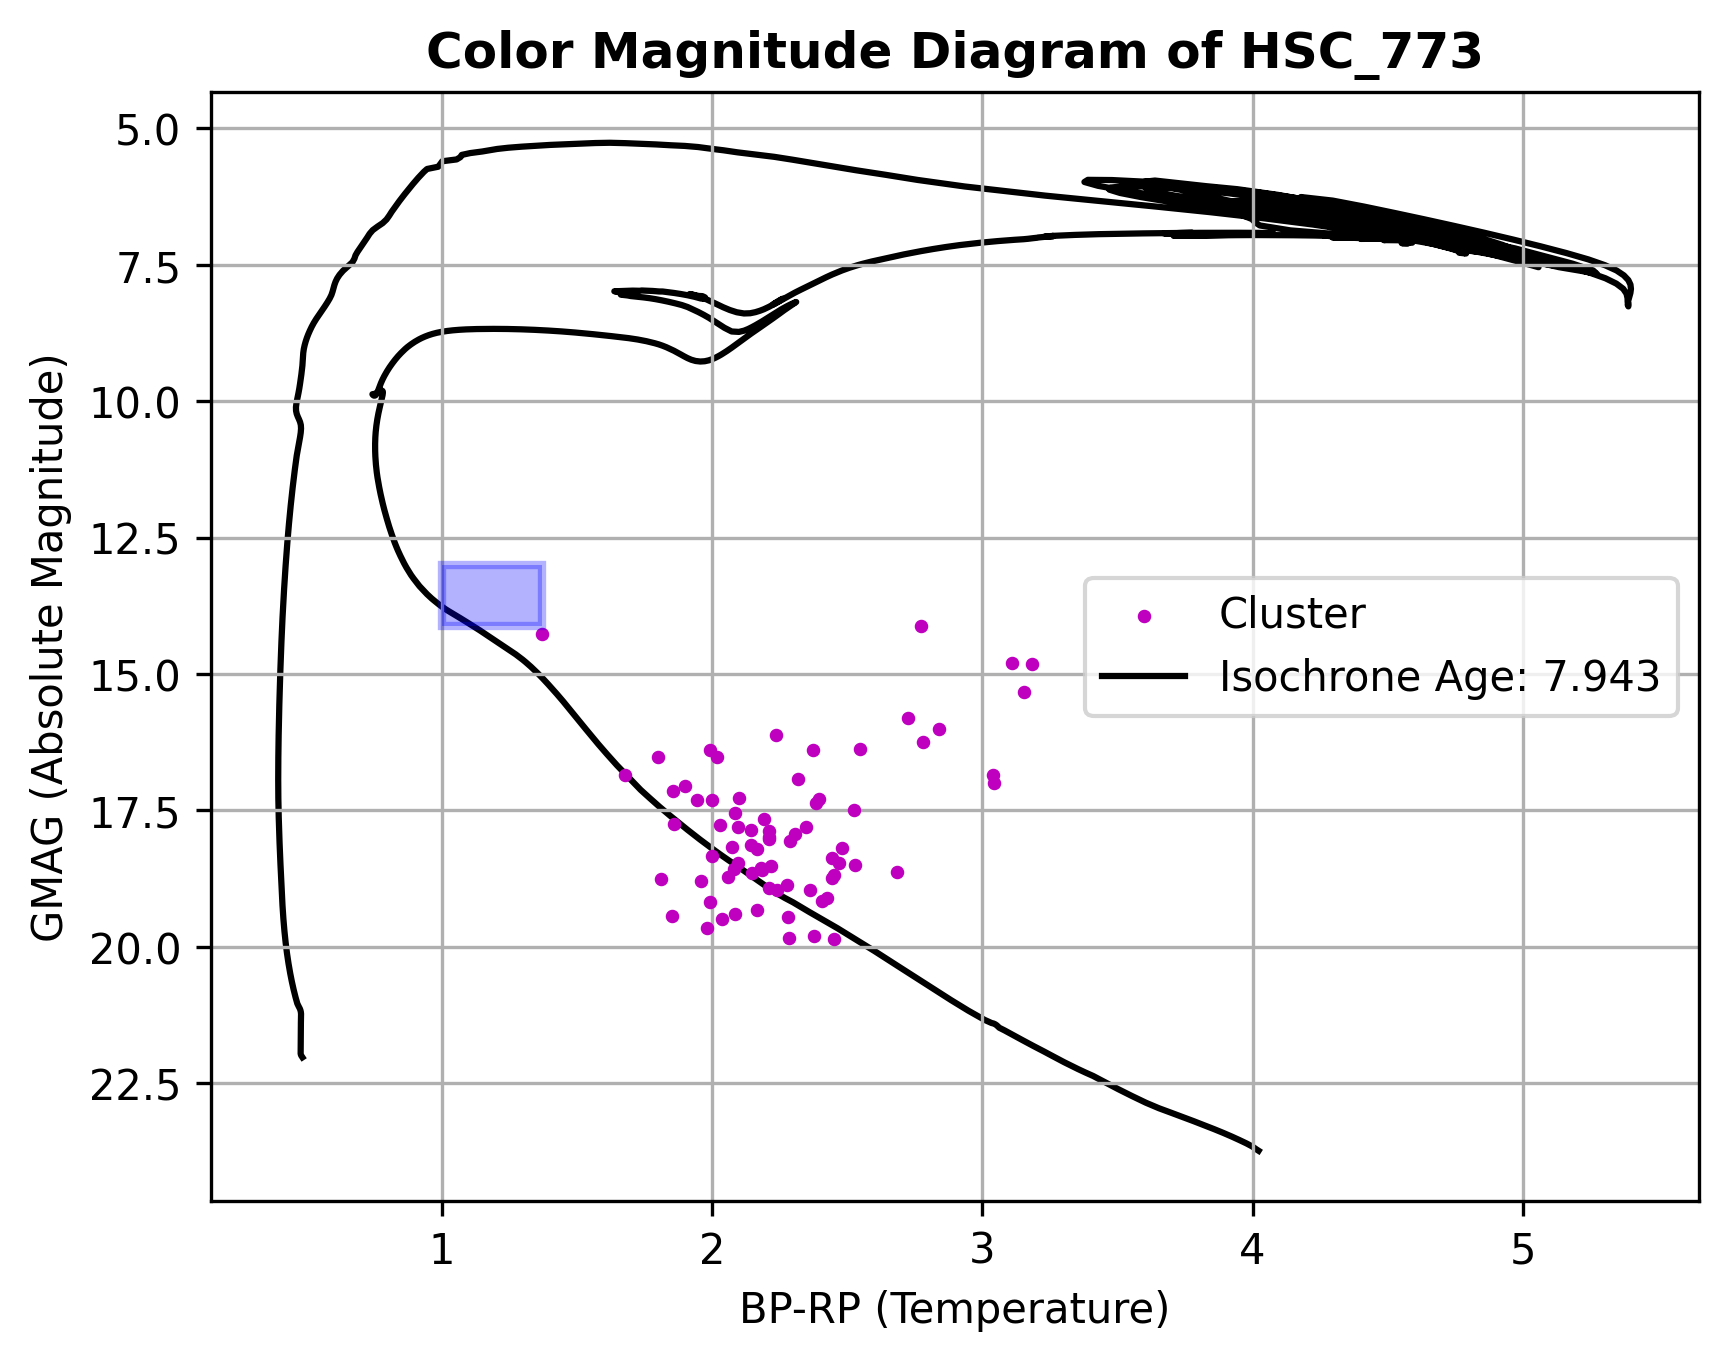 Color Magnitude Diagram of HSC_773
5.0
7.5
10.0
12.5
15.0
17.5
20.0
22.5
GMAG (Absolute Magnitude)
Cluster
Isochrone Age: 7.943
1 2 3 4 5
BP-RP (Temperature)